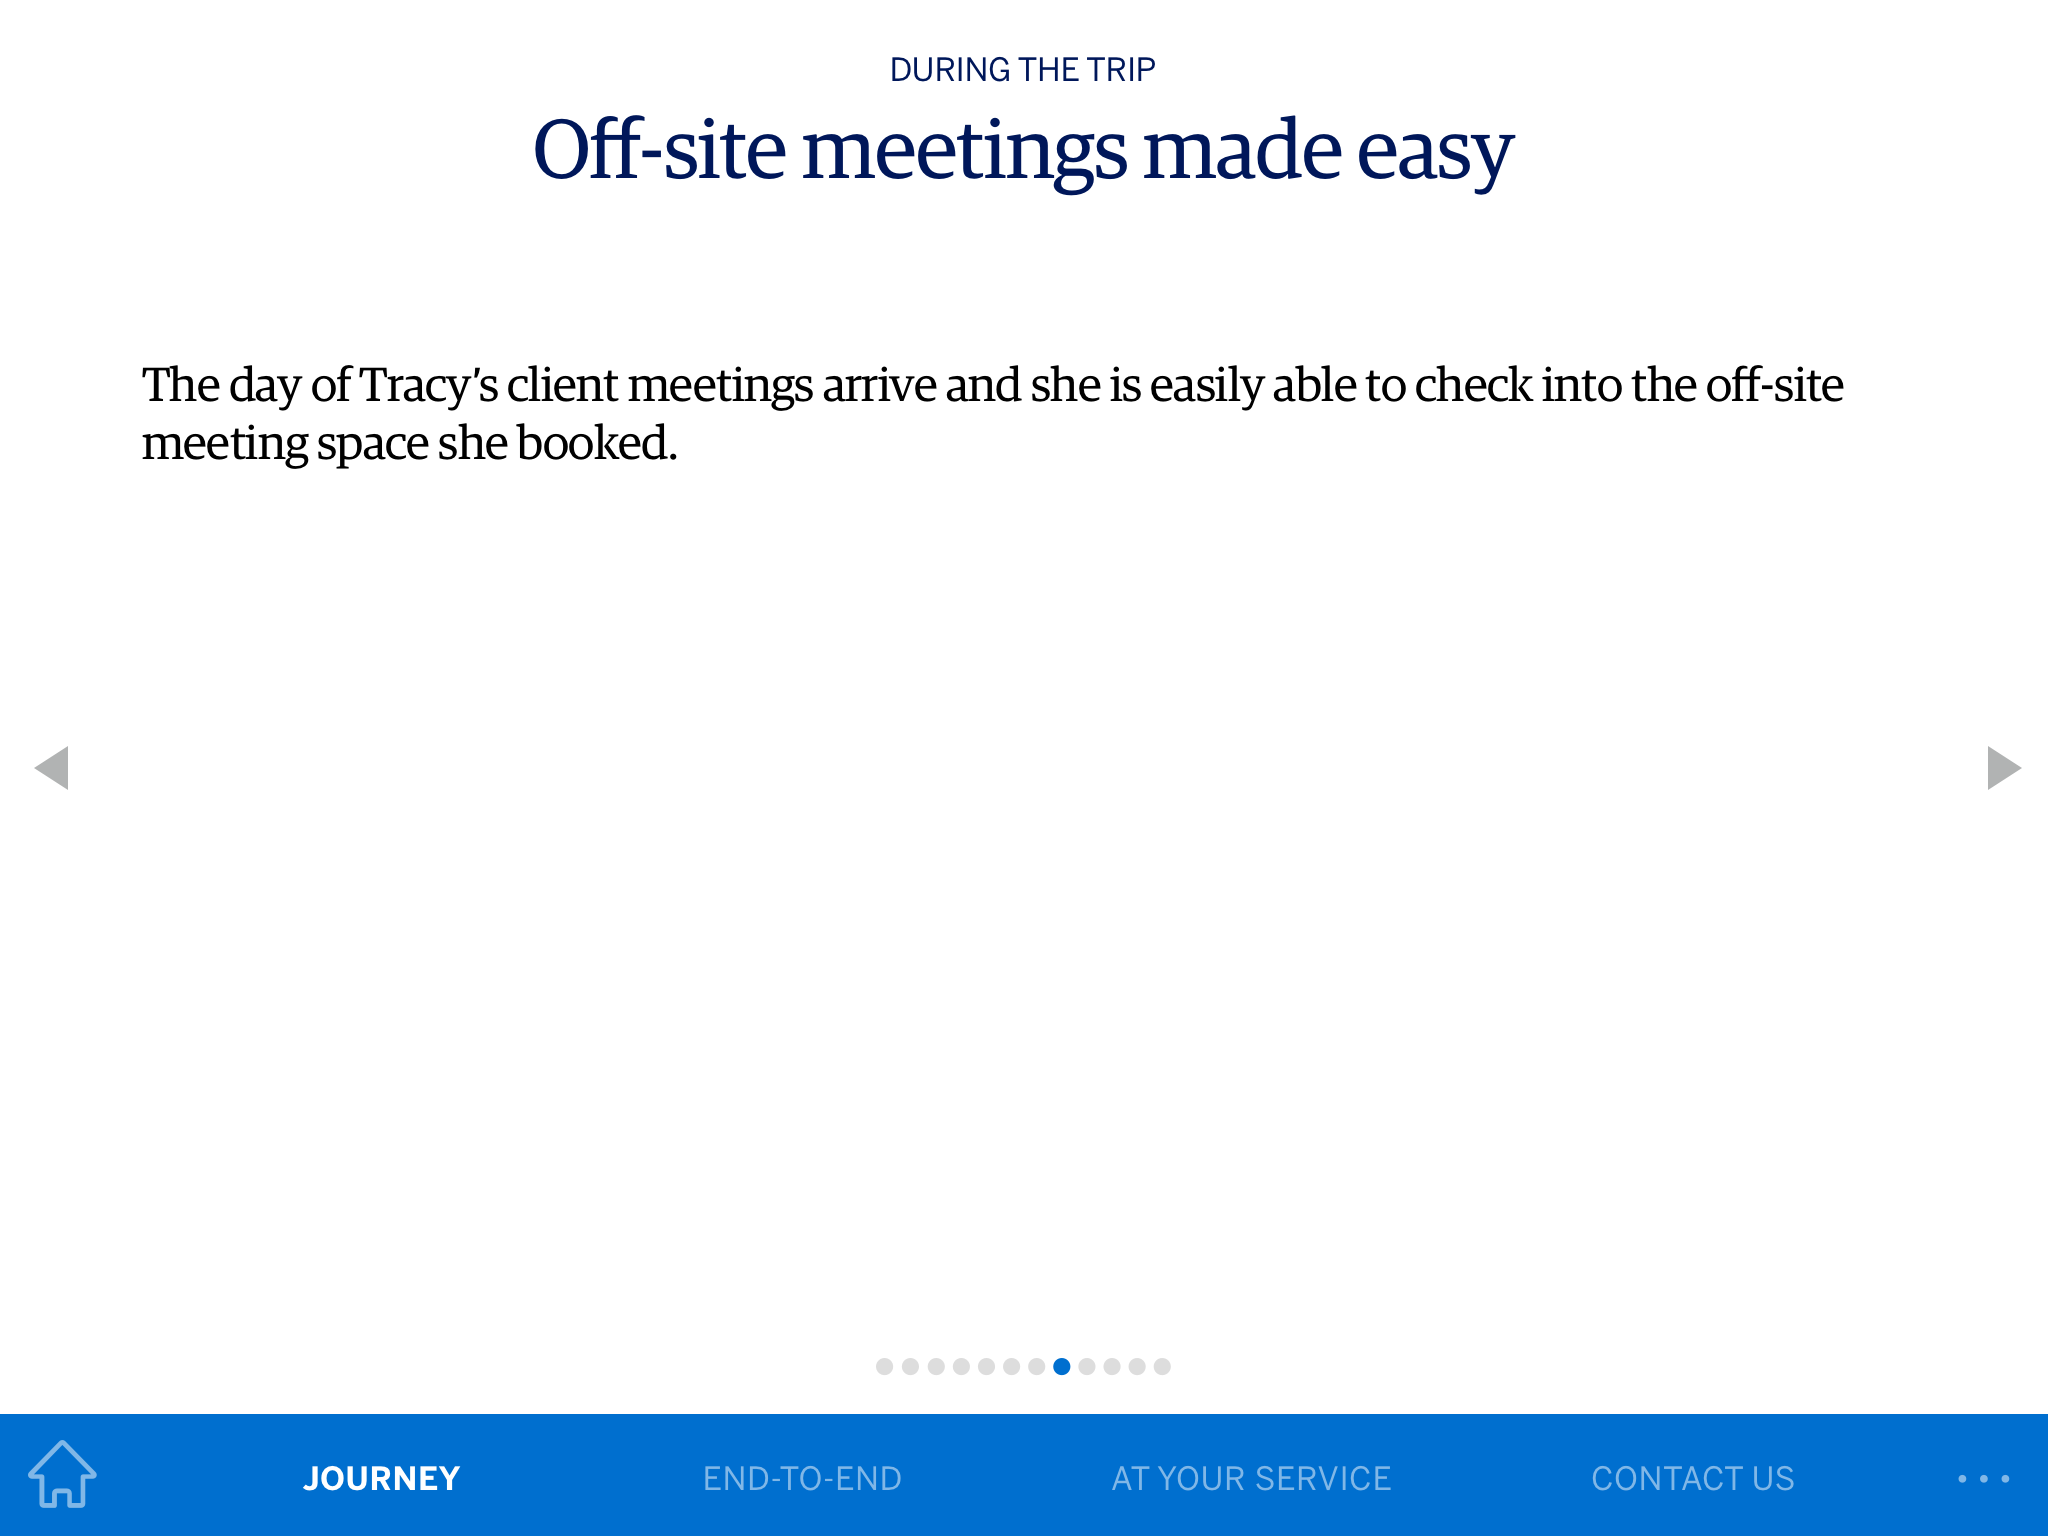 DURING THE TRIP
Off-site meetings made easy
The day of Tracy’s client meetings arrive and she is easily able to check into the off-site
meeting space she booked.
JOURNEY
END-TO-END
AT YOUR SERVICE
CONTACT US